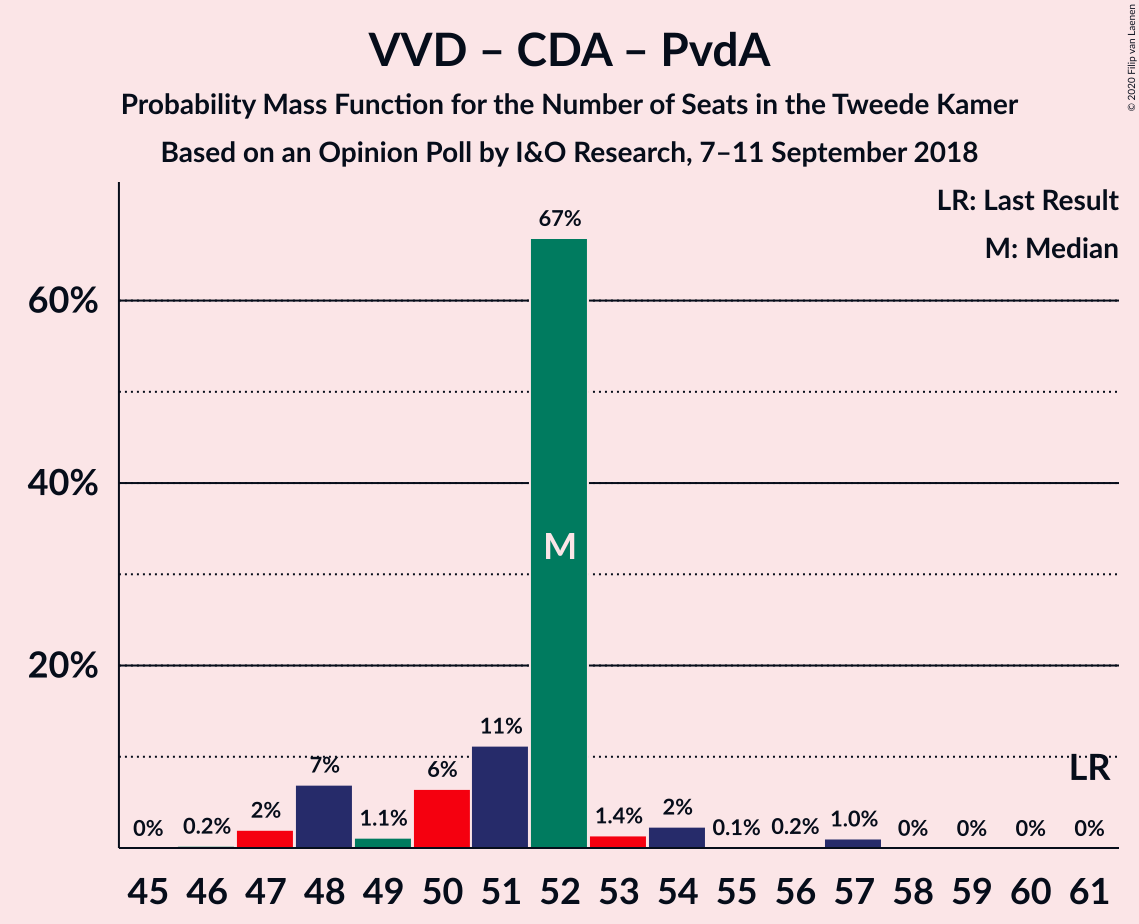 VVD – CDA – PvdA
Probability Mass Function for the Number of Seats in the Tweede Kamer
Based on an Opinion Poll by I&O Research, 7–11 September 2018
© 2020 Filip van Laenen
LR: Last Result
M: Median
60%
40%
20%
0% 0.2% 2% 7% 1.1% 6% 11% 67% 1.4% 2% 0.1% 0.2% 1.0% 0% 0% 0% 0%
M
LR
45 46 47 48 49 50 51 52 53 54 55 56 57 58 59 60 61